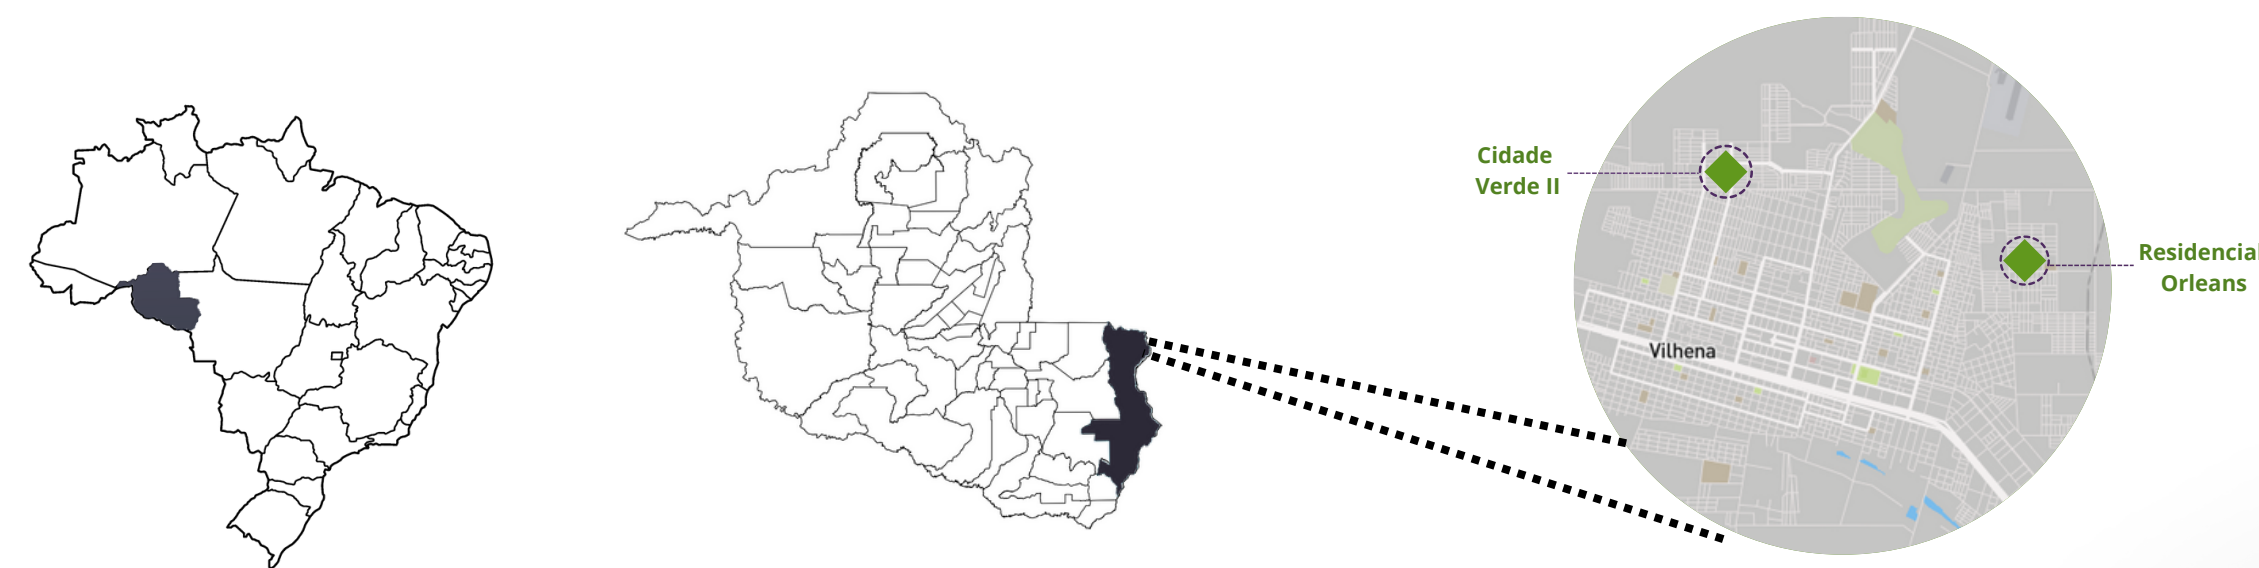 Cidade
Verde II
Residencial
Orleans
Vilhena